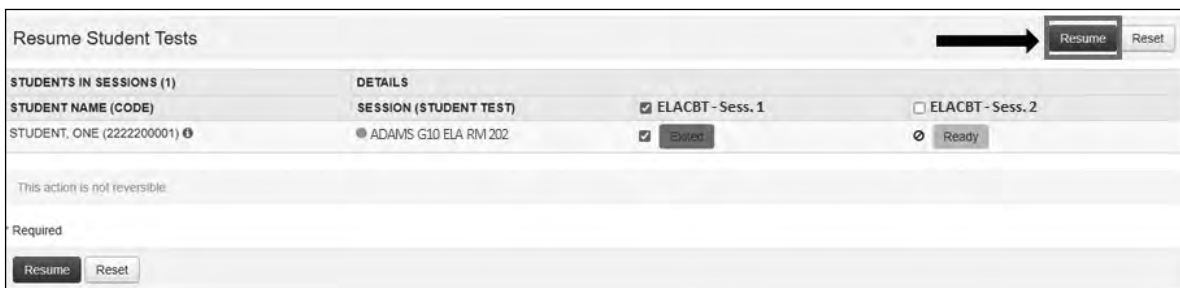 Resume Student Tests
Resume Reset
STUDENTS IN SESSIONS (1) DETAILS
STUDENT NAME (CODE) SESSION (STUDENT TEST) ELACBT - Sess. 1 ELACBT - Sess. 2
STUDENT, ONE (2222200001) ADAMS G10 ELA RM 202 Exited Ready
This action is not reversible.
* Required
Resume Reset